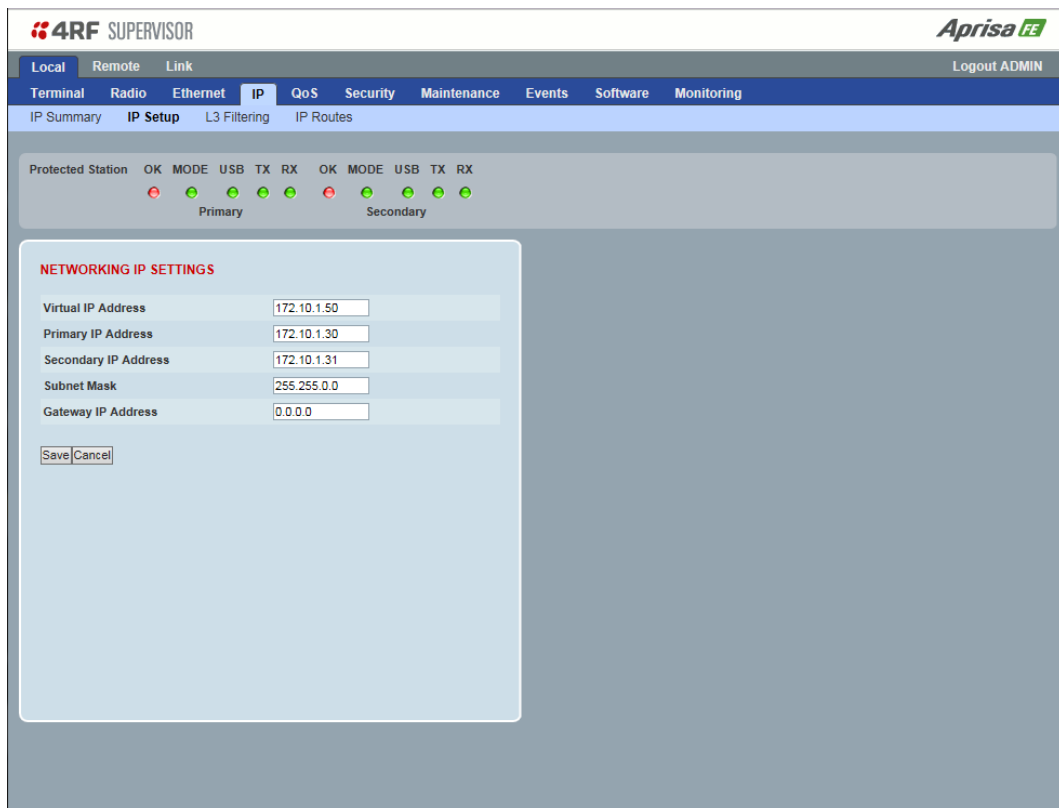 4RF SUPERVISOR
Aprisa FE
Local Remote Link Logout ADMIN
Terminal Radio Ethernet IP QoS Security Maintenance Events Software Monitoring
IP Summary IP Setup L3 Filtering IP Routes
Protected Station OK MODE USB TX RX OK MODE USB TX RX
Primary Secondary
NETWORKING IP SETTINGS
Virtual IP Address 172.10.1.50
Primary IP Address 172.10.1.30
Secondary IP Address 172.10.1.31
Subnet Mask 255.255.0.0
Gateway IP Address 0.0.0.0
Save Cancel